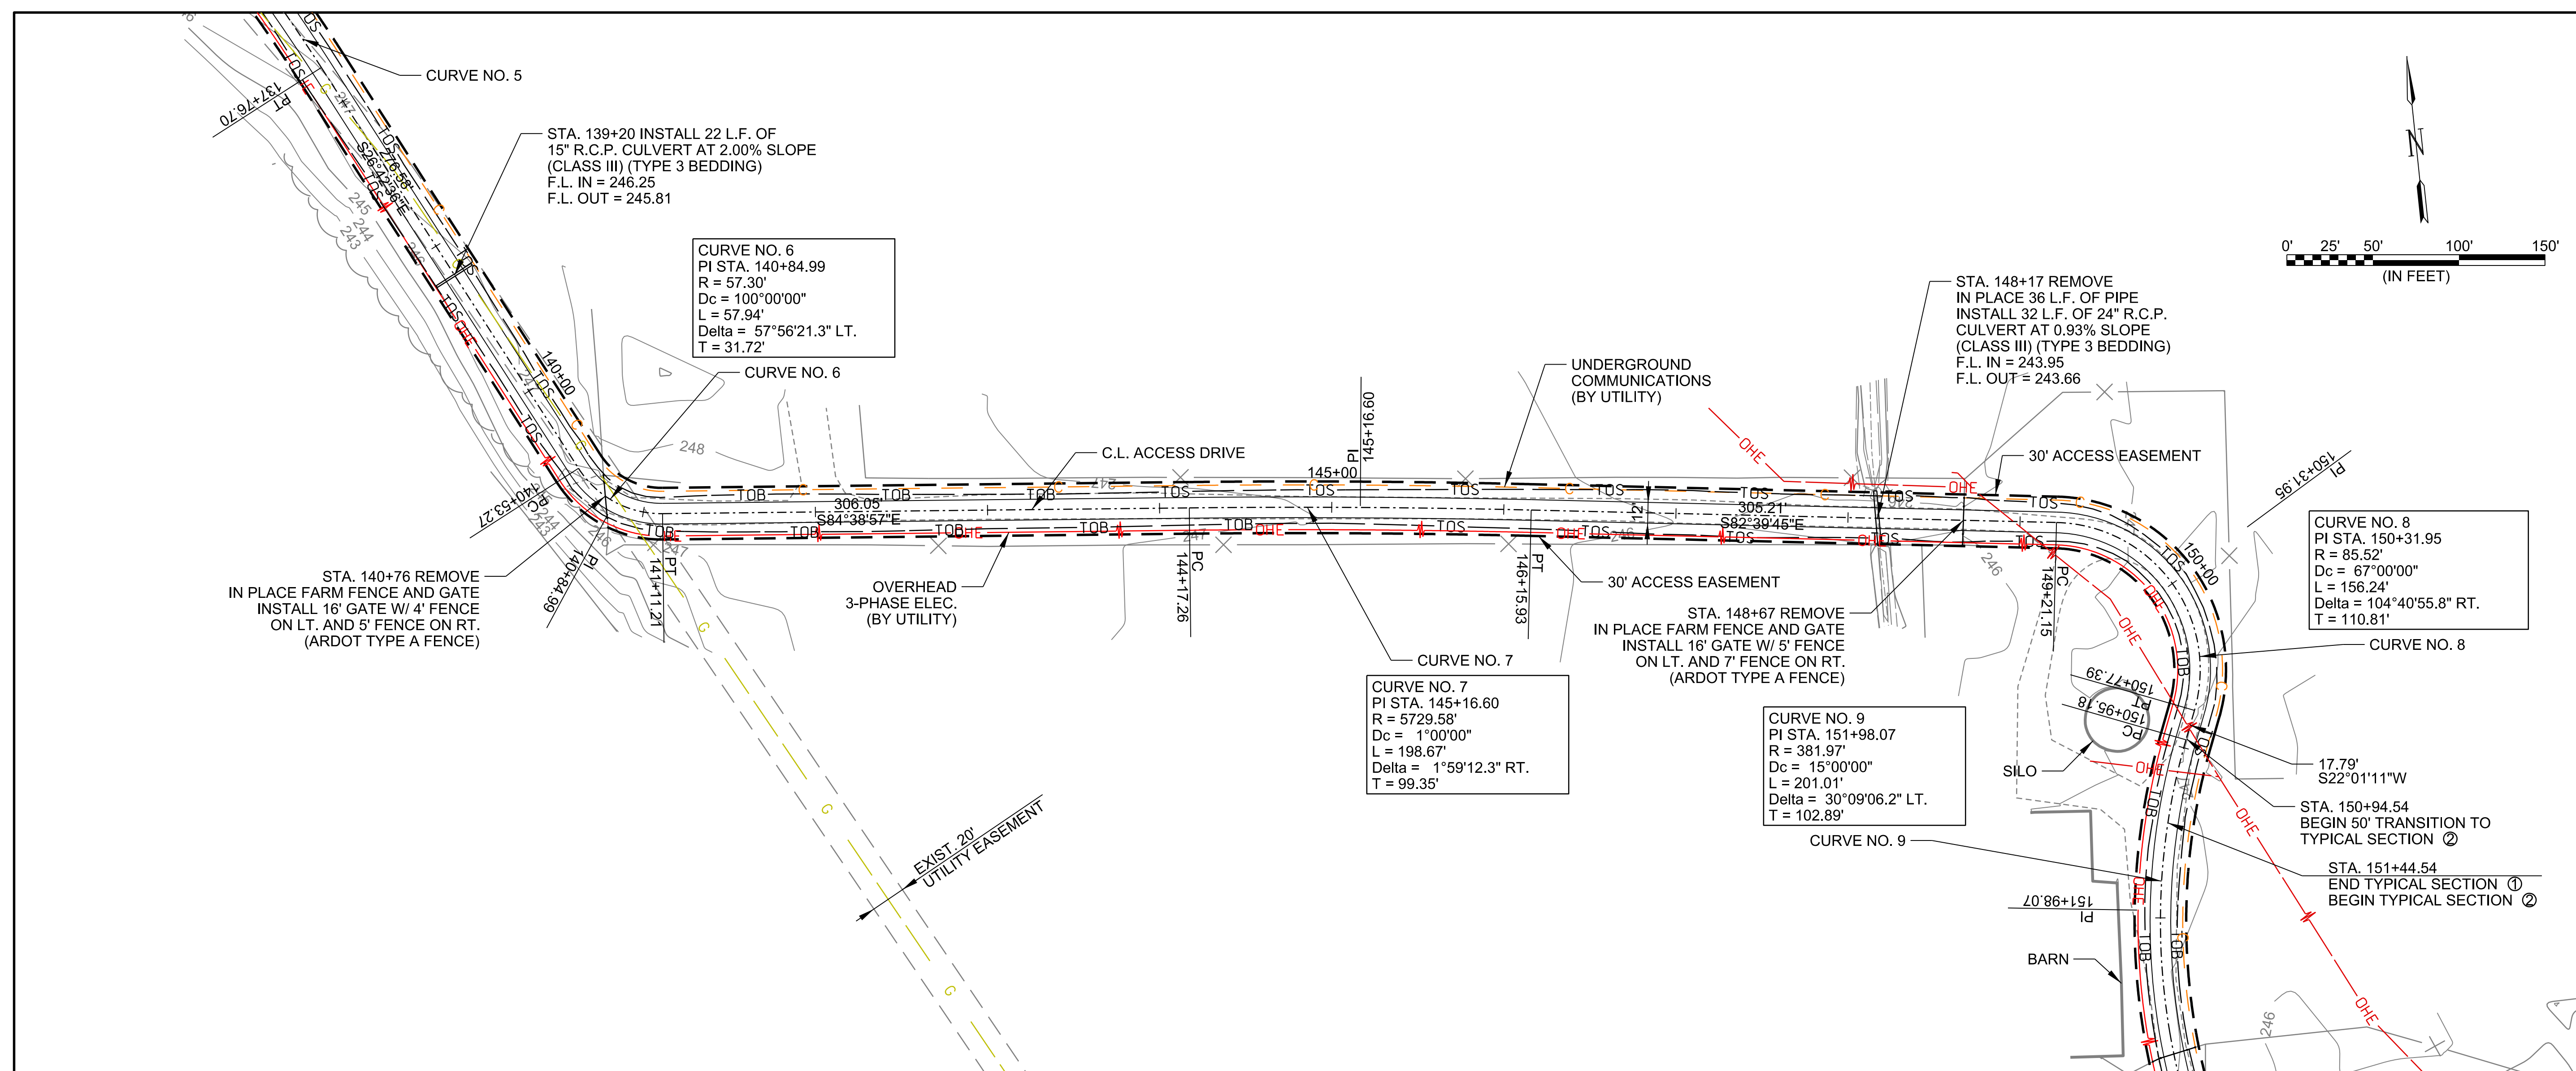 CURVE NO. 5
137+76.70
PT
STA. 139+20 INSTALL 22 L.F. OF
15" R.C.P. CULVERT AT 2.00% SLOPE
(CLASS III) (TYPE 3 BEDDING)
F.L. IN = 246.25
F.L. OUT = 245.81
276.58'
S26°42'36"E
N
0' 25' 50' 100' 150'
(IN FEET)
CURVE NO. 6
PI STA. 140+84.99
R = 57.30'
Dc = 100°00'00"
L = 57.94'
Delta = 57°56'21.3" LT.
T = 31.72'
CURVE NO. 6
140+00
STA. 148+17 REMOVE
IN PLACE 36 L.F. OF PIPE
INSTALL 32 L.F. OF 24" R.C.P.
CULVERT AT 0.93% SLOPE
(CLASS III) (TYPE 3 BEDDING)
F.L. IN = 243.95
F.L. OUT = 243.66
UNDERGROUND
COMMUNICATIONS
(BY UTILITY)
PI
145+16.60
C.L. ACCESS DRIVE
145+00
30' ACCESS EASEMENT
150+31.95
PI
245
244
243
246
247
248
TOS
TOB
OHE
C
G
306.05'
S84°38'57"E
12'
305.21'
S82°39'45"E
150+00
CURVE NO. 8
PI STA. 150+31.95
R = 85.52'
Dc = 67°00'00"
L = 156.24'
Delta = 104°40'55.8" RT.
T = 110.81'
CURVE NO. 8
PC
140+53.27
PI
140+84.99
PT
141+11.21
STA. 140+76 REMOVE
IN PLACE FARM FENCE AND GATE
INSTALL 16' GATE W/ 4' FENCE
ON LT. AND 5' FENCE ON RT.
(ARDOT TYPE A FENCE)
OVERHEAD
3-PHASE ELEC.
(BY UTILITY)
PC
144+17.26
PT
146+15.93
30' ACCESS EASEMENT
STA. 148+67 REMOVE
IN PLACE FARM FENCE AND GATE
INSTALL 16' GATE W/ 5' FENCE
ON LT. AND 7' FENCE ON RT.
(ARDOT TYPE A FENCE)
PC
149+21.15
CURVE NO. 7
CURVE NO. 7
PI STA. 145+16.60
R = 5729.58'
Dc = 1°00'00"
L = 198.67'
Delta = 1°59'12.3" RT.
T = 99.35'
150+77.39
PT
150+95.18
PC
CURVE NO. 9
PI STA. 151+98.07
R = 381.97'
Dc = 15°00'00"
L = 201.01'
Delta = 30°09'06.2" LT.
T = 102.89'
CURVE NO. 9
SILO
17.79'
S22°01'11"W
STA. 150+94.54
BEGIN 50' TRANSITION TO
TYPICAL SECTION ②
STA. 151+44.54
END TYPICAL SECTION ①
BEGIN TYPICAL SECTION ②
EXIST. 20'
UTILITY EASEMENT
151+98.07
PI
BARN
246